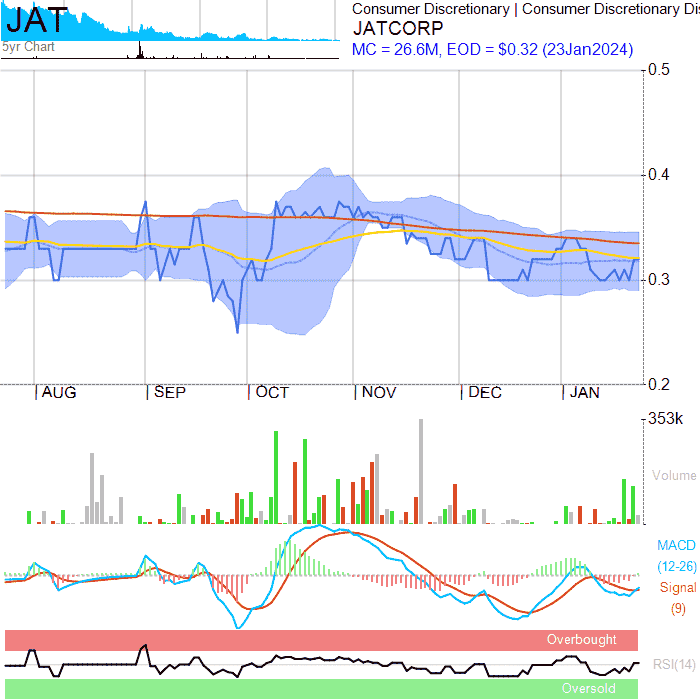 JAT
5yr Chart
Consumer Discretionary | Consumer Discretionary Dis
JATCORP
MC = 26.6M, EOD = $0.32 (23Jan2024)
0.5
0.4
0.3
0.2
AUG SEP OCT NOV DEC JAN
353k
Volume
MACD
(12-26)
Signal
(9)
Overbought
RSI(14)
Oversold